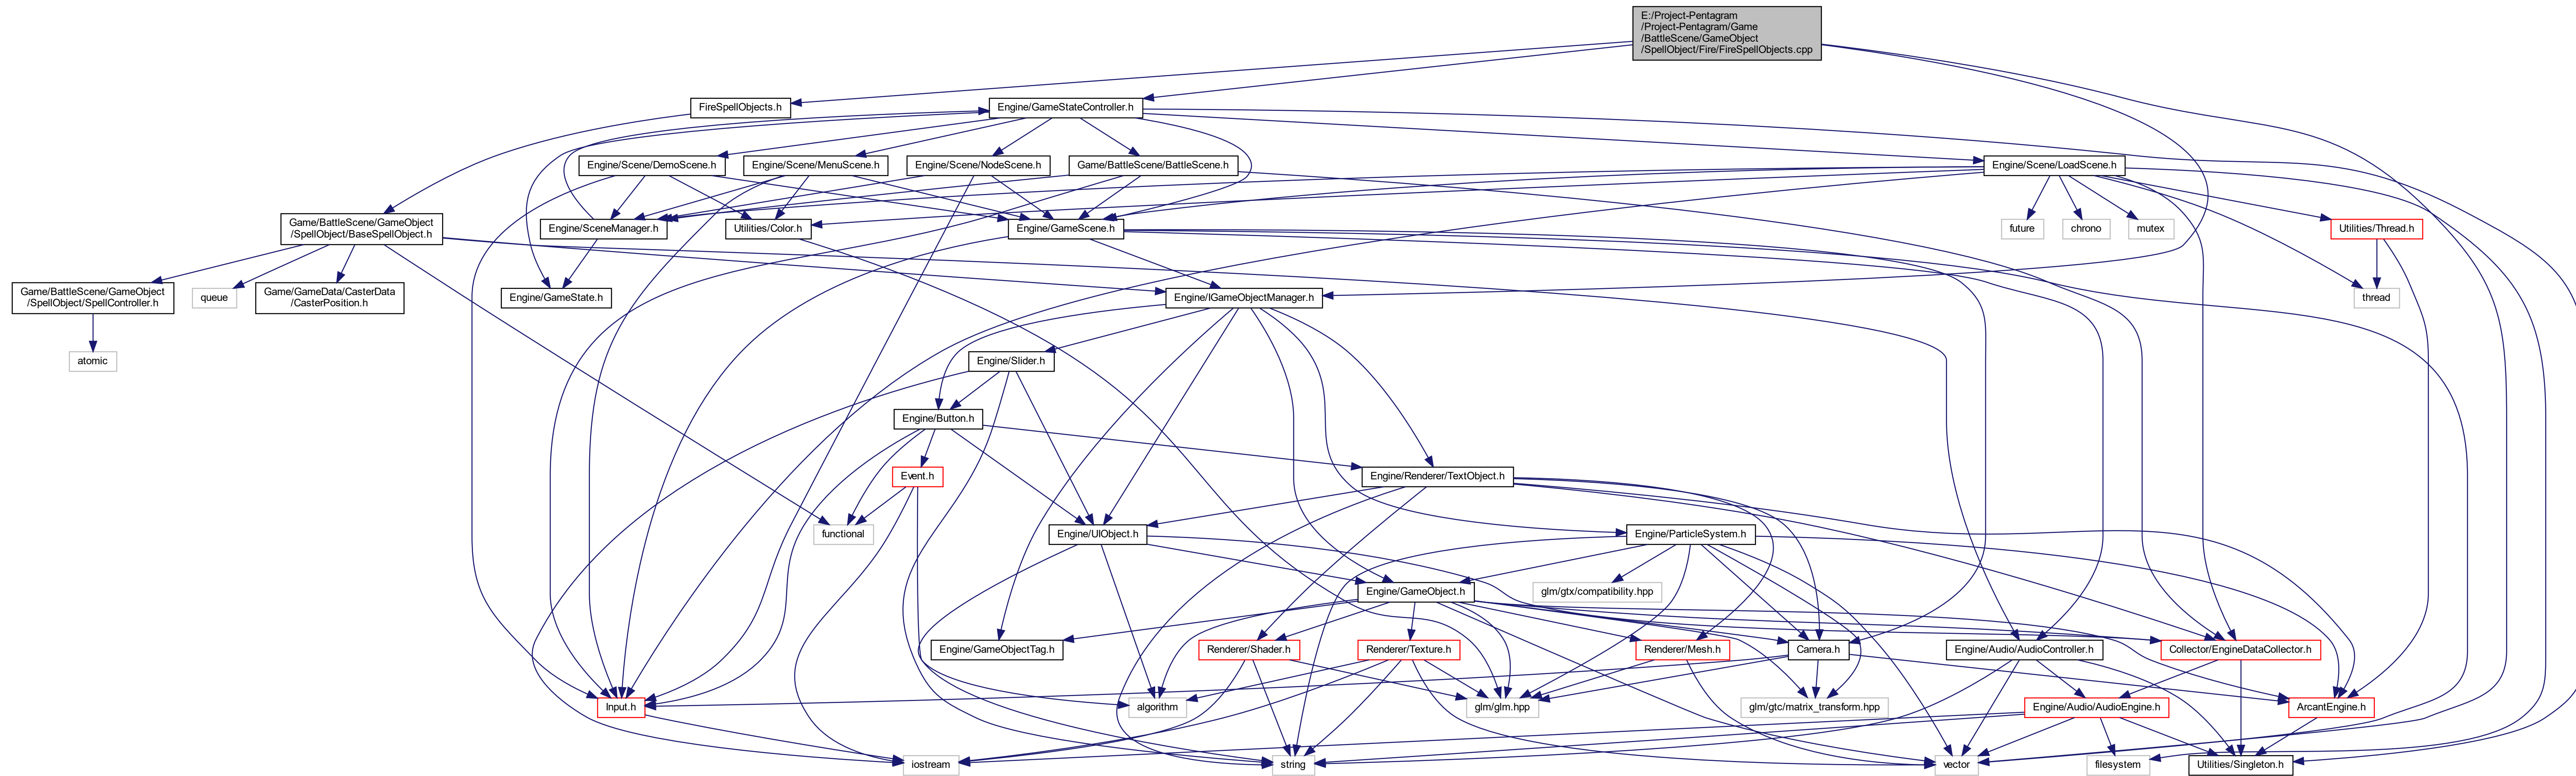 E:/Project-Pentagram
/Project-Pentagram/Game
/BattleScene/GameObject
/SpellObject/Fire/FireSpellObjects.cpp
FireSpellObjects.h
Engine/GameStateController.h
Engine/Scene/DemoScene.h
Engine/Scene/MenuScene.h
Engine/Scene/NodeScene.h
Game/BattleScene/BattleScene.h
Engine/Scene/LoadScene.h
Game/BattleScene/GameObject
/SpellObject/BaseSpellObject.h
Engine/SceneManager.h
Utilities/Color.h
Engine/GameScene.h
future
chrono
mutex
Utilities/Thread.h
Game/BattleScene/GameObject
/SpellObject/SpellController.h
queue
Game/GameData/CasterData
/CasterPosition.h
Engine/GameState.h
Engine/IGameObjectManager.h
thread
atomic
Engine/Slider.h
Engine/Button.h
Event.h
Engine/Renderer/TextObject.h
functional
Engine/UIObject.h
Engine/ParticleSystem.h
Engine/GameObject.h
glm/gtx/compatibility.hpp
Engine/GameObjectTag.h
Renderer/Shader.h
Renderer/Texture.h
Renderer/Mesh.h
Camera.h
Engine/Audio/AudioController.h
Collector/EngineDataCollector.h
Input.h
algorithm
glm/glm.hpp
glm/gtc/matrix_transform.hpp
Engine/Audio/AudioEngine.h
ArcantEngine.h
iostream
string
vector
filesystem
Utilities/Singleton.h